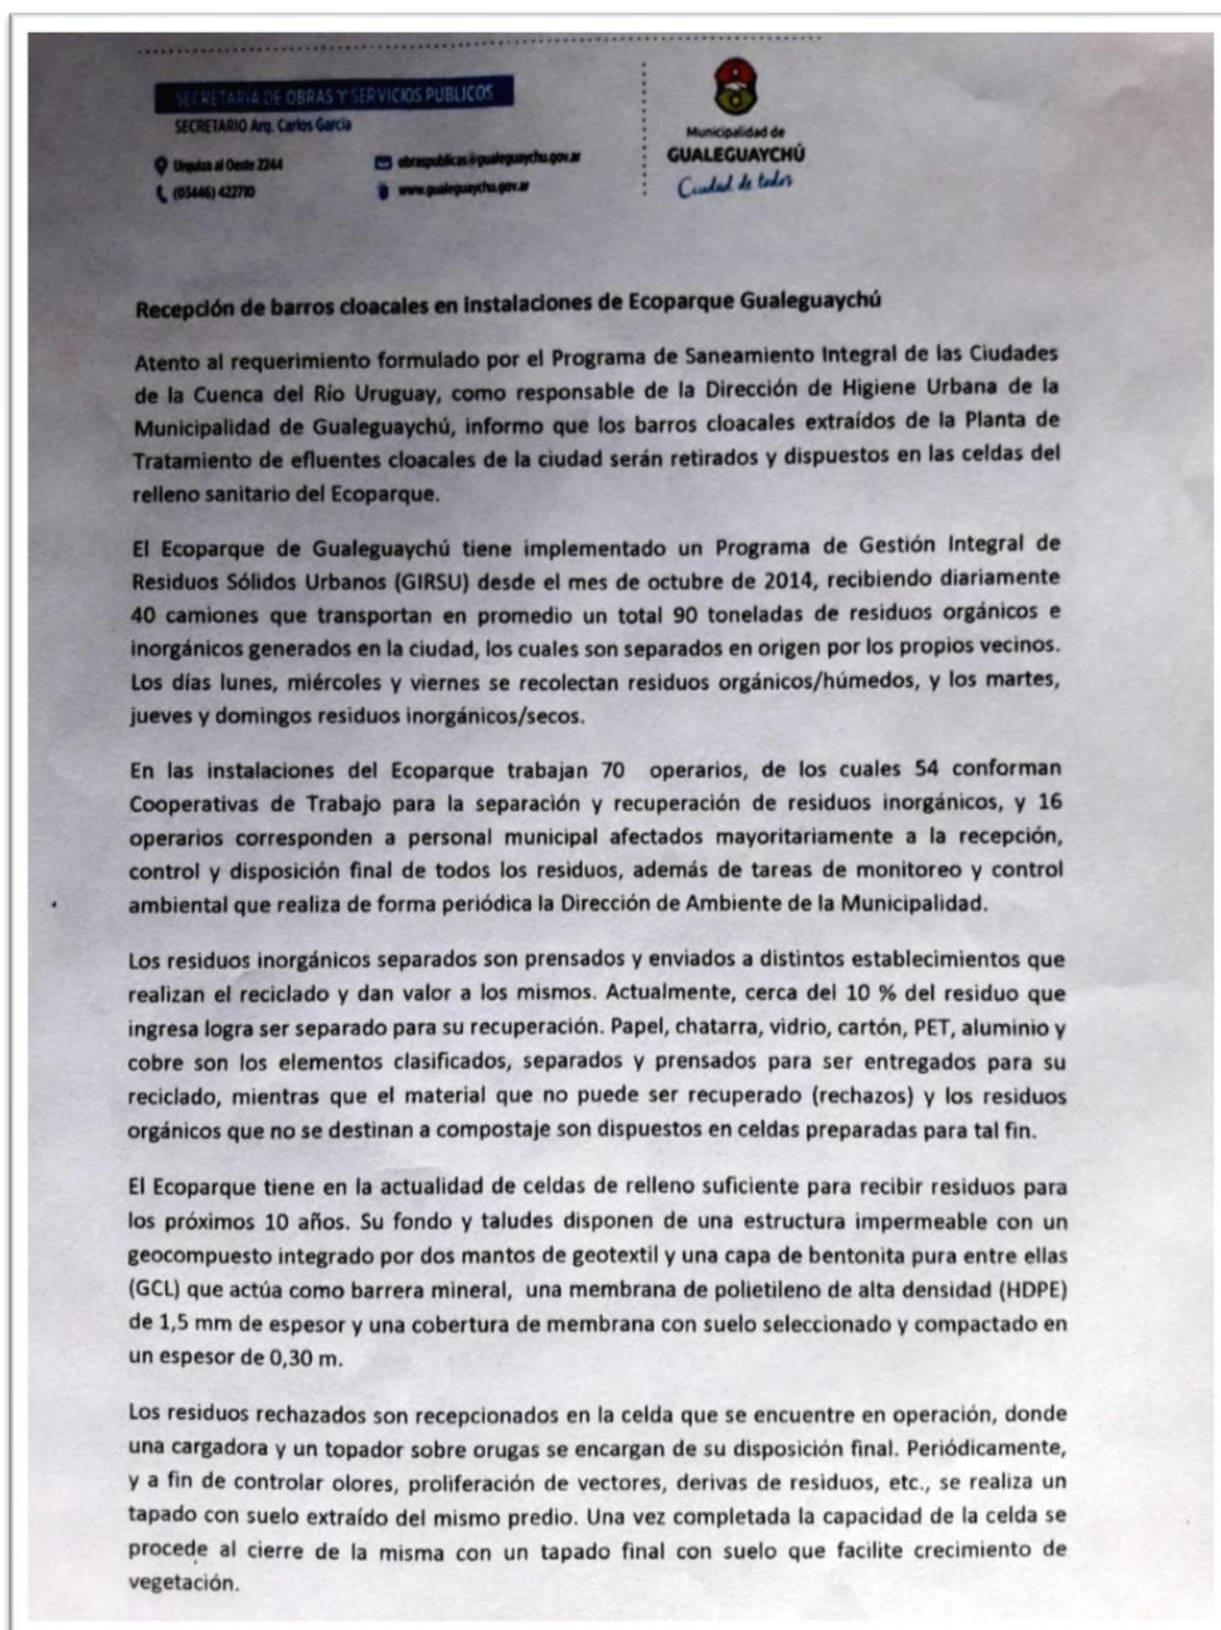 SECRETARIA DE OBRAS Y SERVICIOS PUBLICOS
SECRETARIO Arq. Carlos García
Urquiza al Oeste 2244
obraspublicas@gualeguaychu.gov.ar
(03446) 422710
www.gualeguaychu.gov.ar
Municipalidad de
GUALEGUAYCHÚ
Ciudad de todos
Recepción de barros cloacales en instalaciones de Ecoparque Gualeguaychú
Atento al requerimiento formulado por el Programa de Saneamiento Integral de las Ciudades
de la Cuenca del Río Uruguay, como responsable de la Dirección de Higiene Urbana de la
Municipalidad de Gualeguaychú, informo que los barros cloacales extraídos de la Planta de
Tratamiento de efluentes cloacales de la ciudad serán retirados y dispuestos en las celdas del
relleno sanitario del Ecoparque.
El Ecoparque de Gualeguaychú tiene implementado un Programa de Gestión Integral de
Residuos Sólidos Urbanos (GIRSU) desde el mes de octubre de 2014, recibiendo diariamente
40 camiones que transportan en promedio un total 90 toneladas de residuos orgánicos e
inorgánicos generados en la ciudad, los cuales son separados en origen por los propios vecinos.
Los días lunes, miércoles y viernes se recolectan residuos orgánicos/húmedos, y los martes,
jueves y domingos residuos inorgánicos/secos.
En las instalaciones del Ecoparque trabajan 70 operarios, de los cuales 54 conforman
Cooperativas de Trabajo para la separación y recuperación de residuos inorgánicos, y 16
operarios corresponden a personal municipal afectados mayoritariamente a la recepción,
control y disposición final de todos los residuos, además de tareas de monitoreo y control
ambiental que realiza de forma periódica la Dirección de Ambiente de la Municipalidad.
Los residuos inorgánicos separados son prensados y enviados a distintos establecimientos que
realizan el reciclado y dan valor a los mismos. Actualmente, cerca del 10 % del residuo que
ingresa logra ser separado para su recuperación. Papel, chatarra, vidrio, cartón, PET, aluminio y
cobre son los elementos clasificados, separados y prensados para ser entregados para su
reciclado, mientras que el material que no puede ser recuperado (rechazos) y los residuos
orgánicos que no se destinan a compostaje son dispuestos en celdas preparadas para tal fin.
El Ecoparque tiene en la actualidad de celdas de relleno suficiente para recibir residuos para
los próximos 10 años. Su fondo y taludes disponen de una estructura impermeable con un
geocompuesto integrado por dos mantos de geotextil y una capa de bentonita pura entre ellas
(GCL) que actúa como barrera mineral, una membrana de polietileno de alta densidad (HDPE)
de 1,5 mm de espesor y una cobertura de membrana con suelo seleccionado y compactado en
un espesor de 0,30 m.
Los residuos rechazados son recepcionados en la celda que se encuentre en operación, donde
una cargadora y un topador sobre orugas se encargan de su disposición final. Periódicamente,
y a fin de controlar olores, proliferación de vectores, derivas de residuos, etc., se realiza un
tapado con suelo extraído del mismo predio. Una vez completada la capacidad de la celda se
procede al cierre de la misma con un tapado final con suelo que facilite crecimiento de
vegetación.